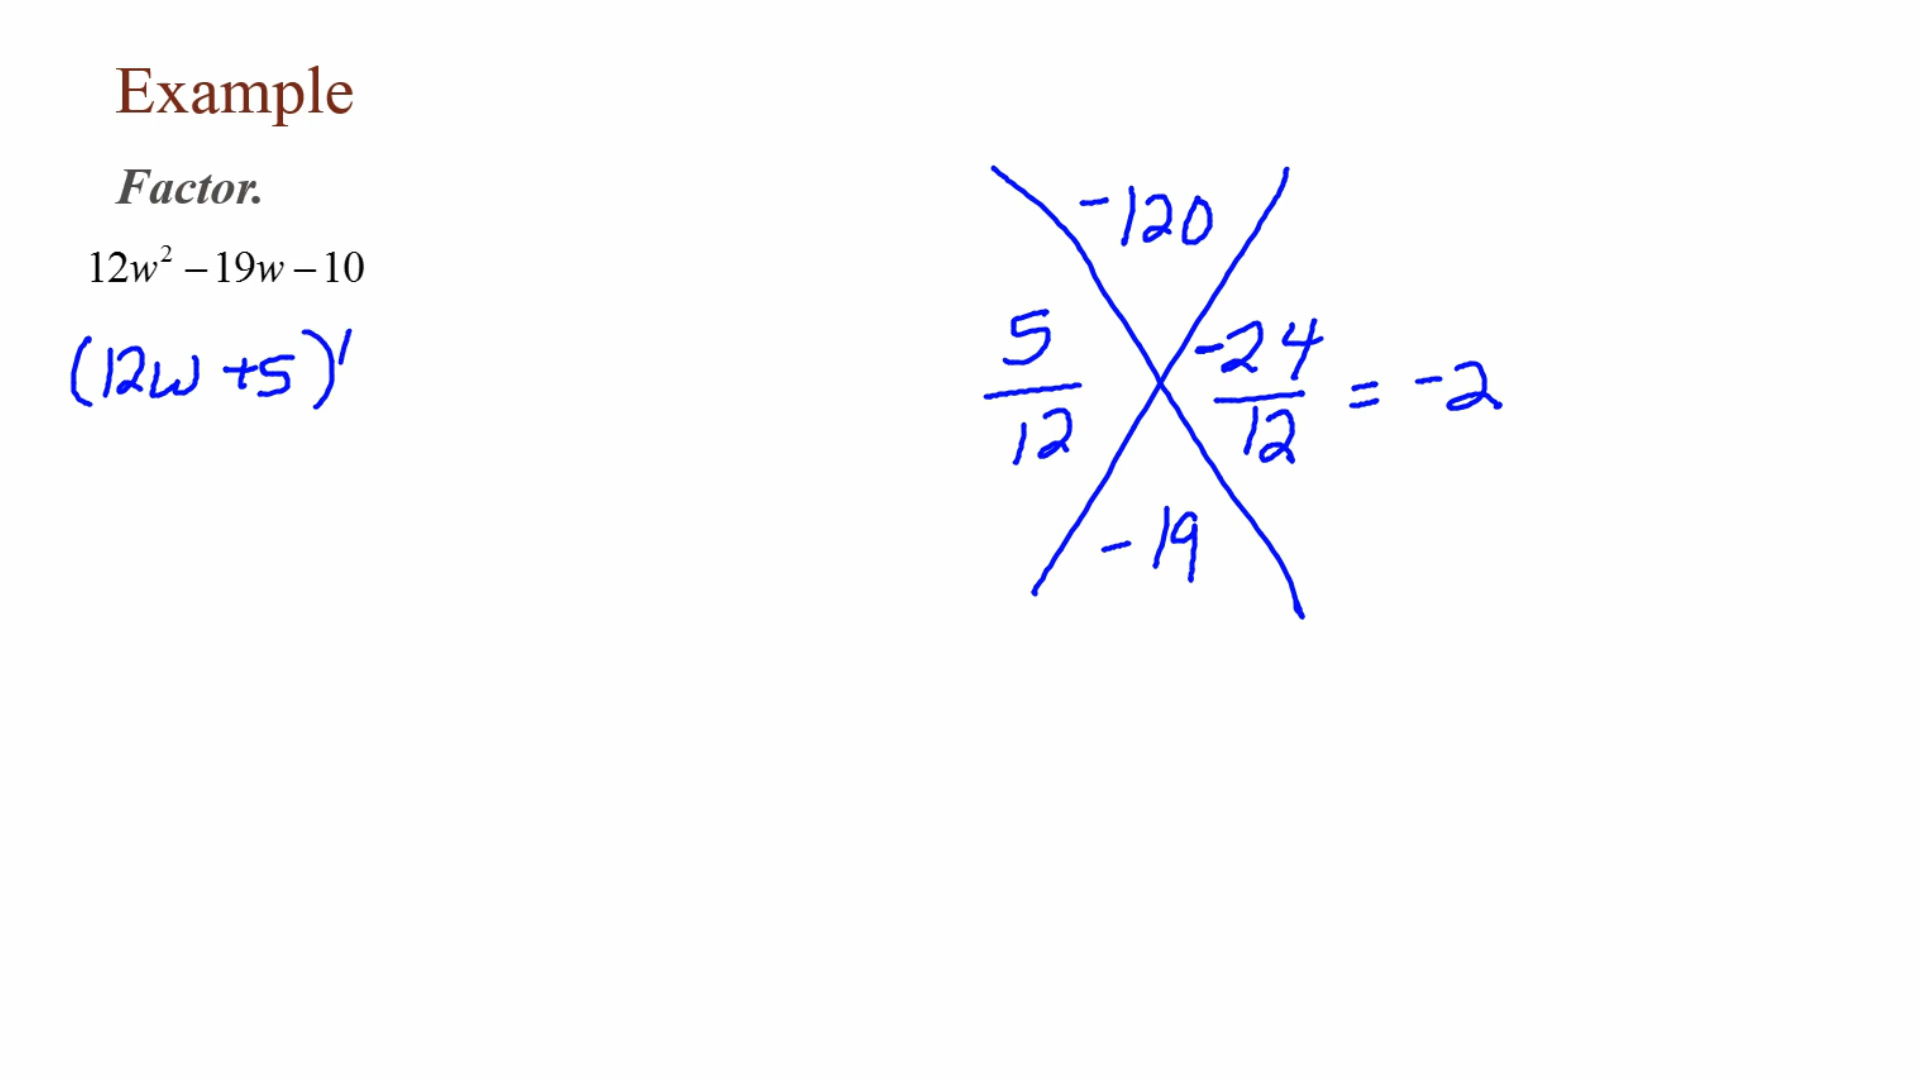 Example
Factor.
12w² – 19w – 10
(12w +5)
-120
5
12
-24
12
= -2
-19